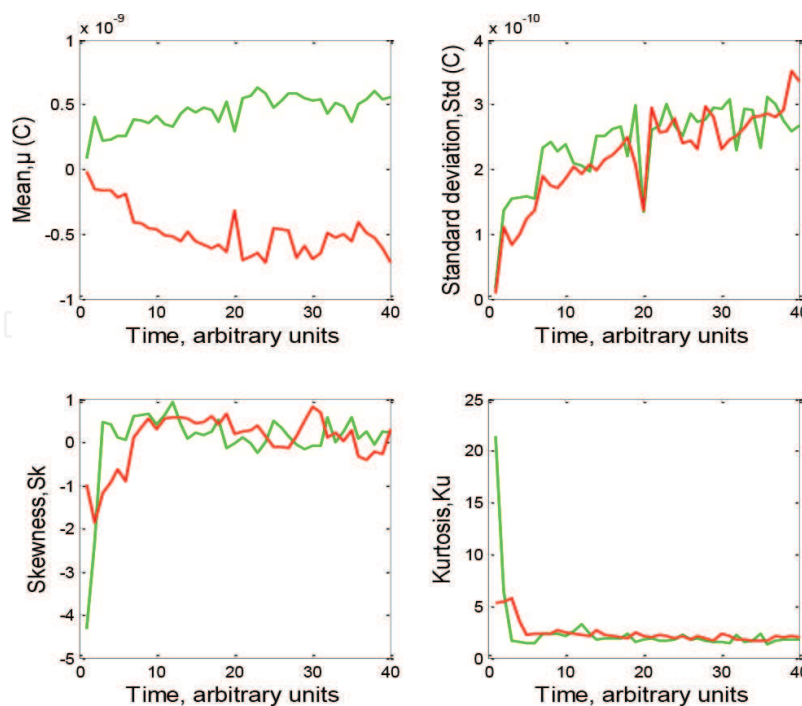 x 10⁻⁹
1
0.5
0
-0.5
-1
0 10 20 30 40
Mean,μ (C)
Time, arbitrary units
x 10⁻¹⁰
4
3
2
1
0
0 10 20 30 40
Standard deviation,Std (C)
Time, arbitrary units
1
0
-1
-2
-3
-4
-5
0 10 20 30 40
Skewness,Sk
Time, arbitrary units
25
20
15
10
5
0
0 10 20 30 40
Kurtosis,Ku
Time, arbitrary units